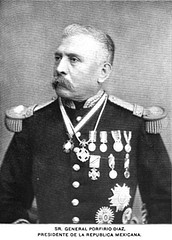 SR. GENERAL PORFIRIO DIAZ,
PRESIDENTE DE LA REPUBLICA MEXICANA.